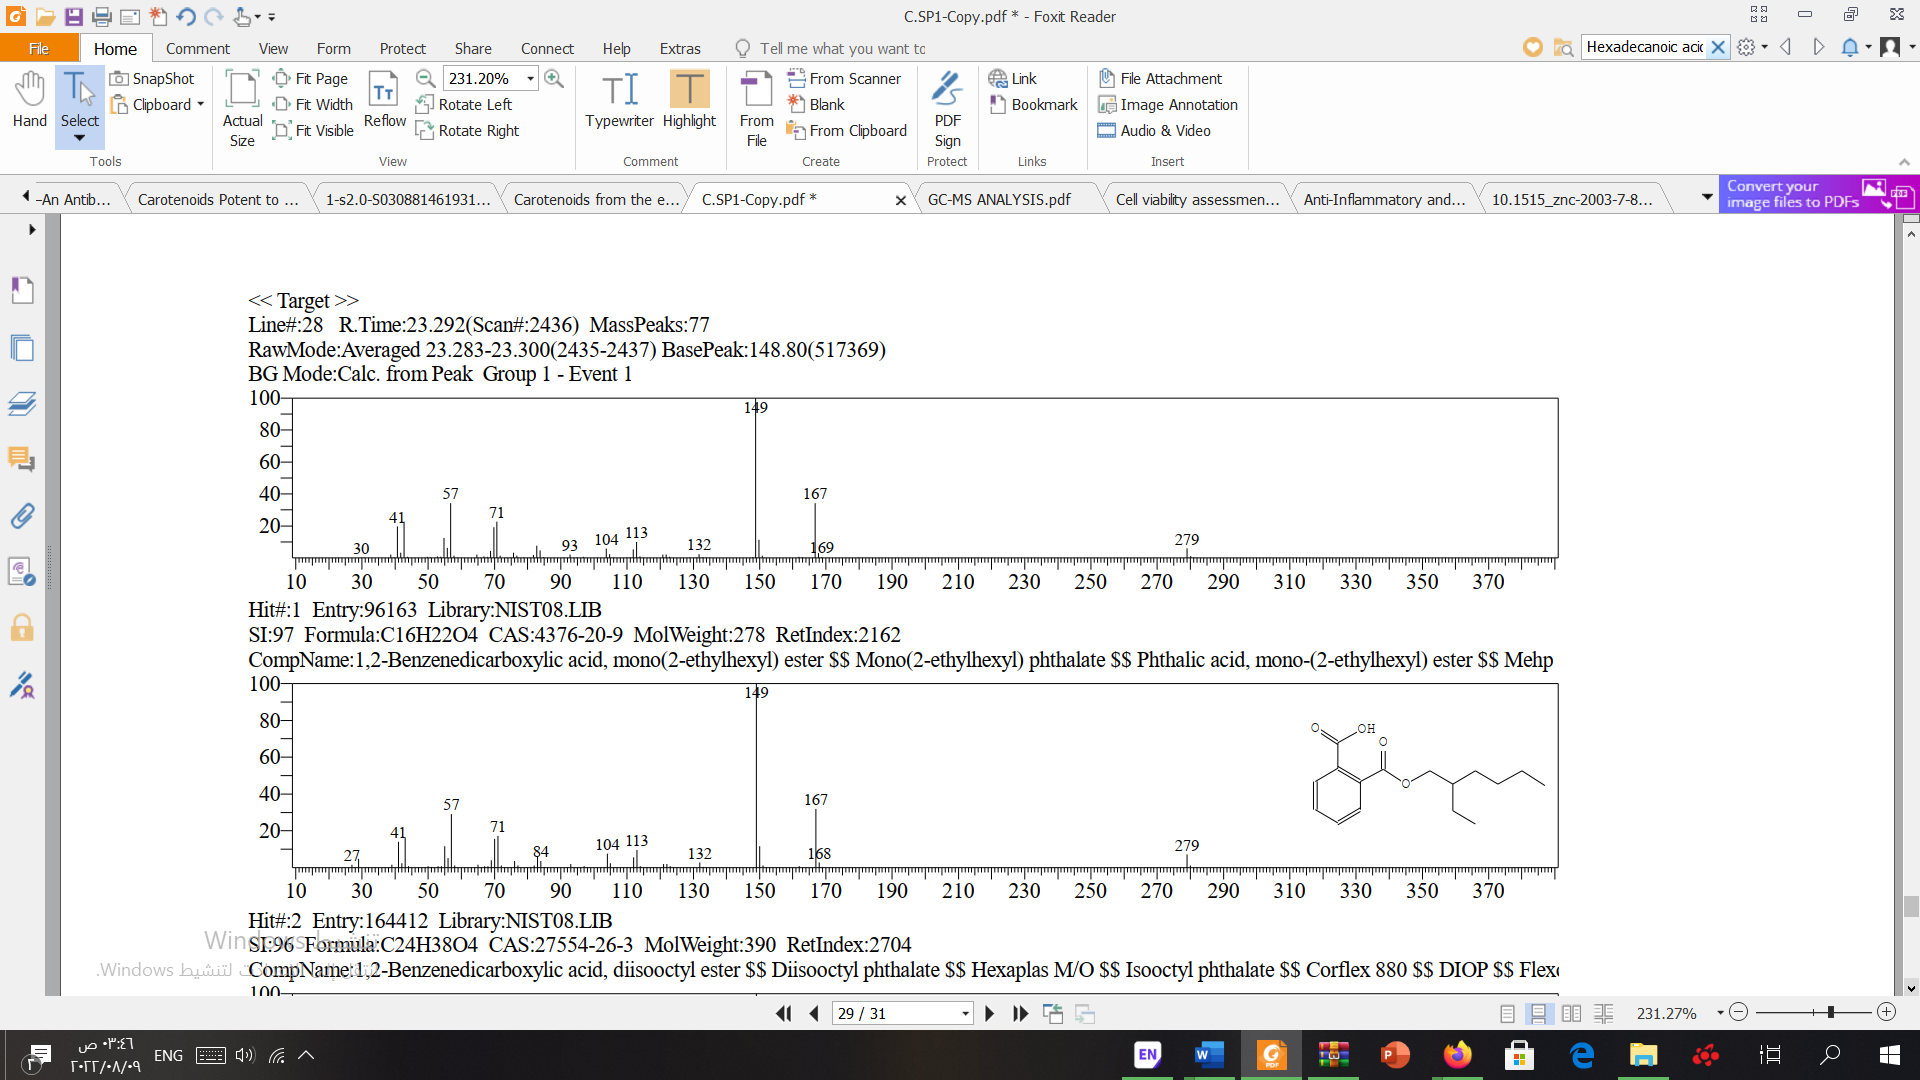 C.SP1-Copy.pdf * - Foxit Reader
File Home Comment View Form Protect Share Connect Help Extras Tell me what you want to
Hexadecanoic acid
SnapShot
Clipboard
Hand Select
Tools
Actual Size
Fit Page
Fit Width
Fit Visible
Reflow
231.20%
Rotate Left
Rotate Right
View
Typewriter Highlight
Comment
From File
From Scanner
Blank
From Clipboard
Create
PDF Sign
Protect
Link
Bookmark
Links
File Attachment
Image Annotation
Audio & Video
Insert
-An Antib... Carotenoids Potent to ... 1-s2.0-S030881461931... Carotenoids from the e... C.SP1-Copy.pdf * GC-MS ANALYSIS.pdf Cell viability assessmen... Anti-Inflammatory and... 10.1515_znc-2003-7-8...
Convert your
image files to PDFs
<< Target >>
Line#:28 R.Time:23.292(Scan#:2436) MassPeaks:77
RawMode:Averaged 23.283-23.300(2435-2437) BasePeak:148.80(517369)
BG Mode:Calc. from Peak Group 1 - Event 1
100
149
80
60
40
57 167
20
41 71
30 93 104 113 132 169 279
10 30 50 70 90 110 130 150 170 190 210 230 250 270 290 310 330 350 370
Hit#:1 Entry:96163 Library:NIST08.LIB
SI:97 Formula:C16H22O4 CAS:4376-20-9 MolWeight:278 RetIndex:2162
CompName:1,2-Benzenedicarboxylic acid, mono(2-ethylhexyl) ester $$ Mono(2-ethylhexyl) phthalate $$ Phthalic acid, mono-(2-ethylhexyl) ester $$ Mehp
100
149
80
O OH O
60
O
40
57 167
20
41 71
27 84 104 113 132 168 279
10 30 50 70 90 110 130 150 170 190 210 230 250 270 290 310 330 350 370
Hit#:2 Entry:164412 Library:NIST08.LIB
SI:96 Formula:C24H38O4 CAS:27554-26-3 MolWeight:390 RetIndex:2704
CompName:1,2-Benzenedicarboxylic acid, diisooctyl ester $$ Diisooctyl phthalate $$ Hexaplas M/O $$ Isooctyl phthalate $$ Corflex 880 $$ DIOP $$ Flexo
100
تنشيط Windows
لتنشيط Windows.
29 / 31
231.27%
٠٣:٤٦ ص
٢٠٢٢/٠٨/٠٩
ENG
EN